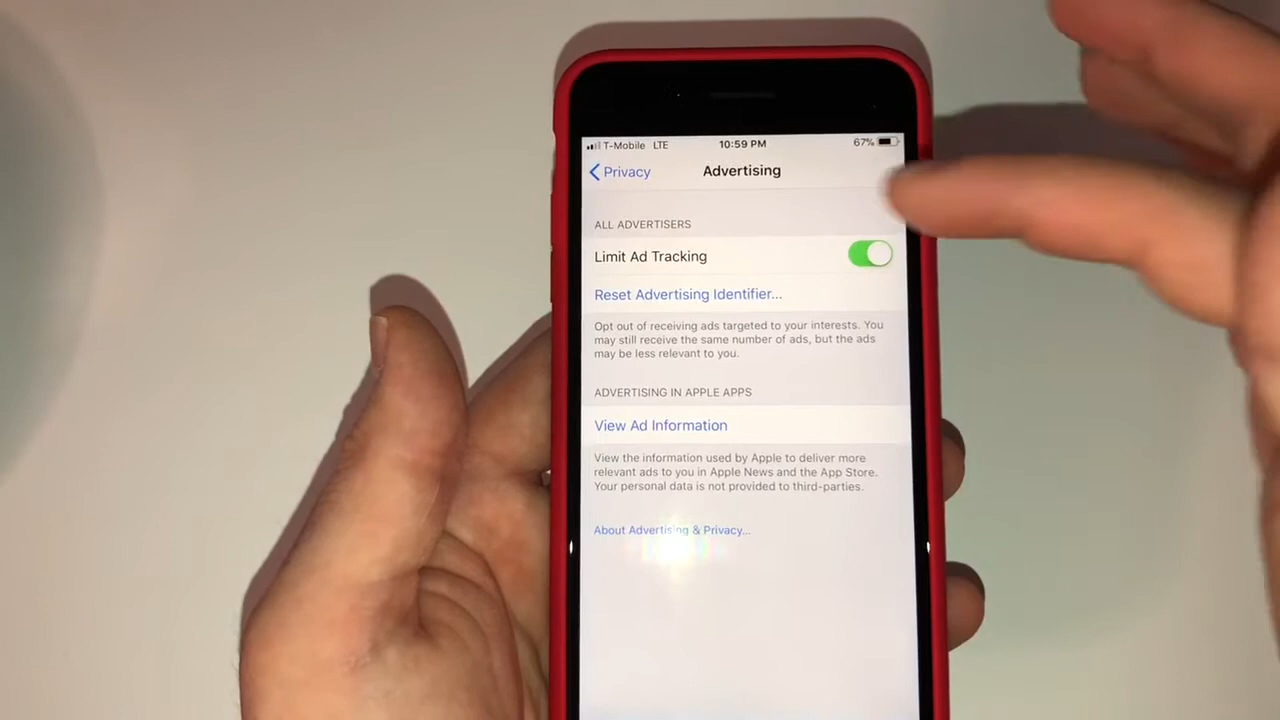 T-Mobile LTE 10:59 PM 67%
Privacy Advertising
ALL ADVERTISERS
Limit Ad Tracking
Reset Advertising Identifier...
Opt out of receiving ads targeted to your interests. You
may still receive the same number of ads, but the ads
may be less relevant to you.
ADVERTISING IN APPLE APPS
View Ad Information
View the information used by Apple to deliver more
relevant ads to you in Apple News and the App Store.
Your personal data is not provided to third-parties.
About Advertising & Privacy...